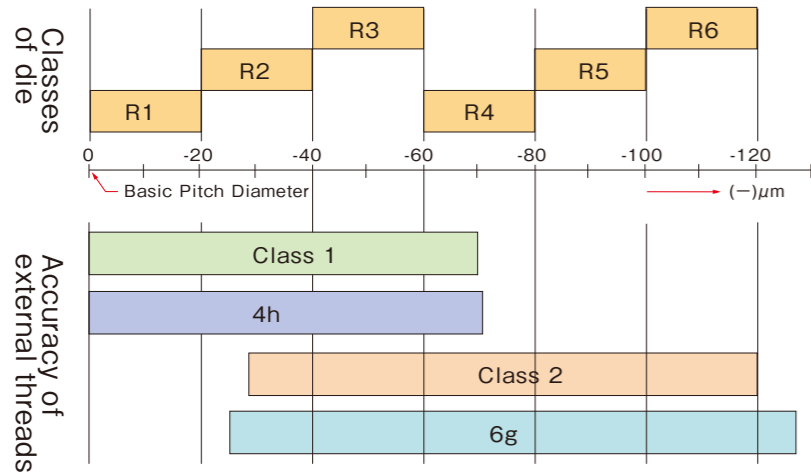 Classes
of die
R3
R6
R2
R5
R1
R4
0 -20 -40 -60 -80 -100 -120
Basic Pitch Diameter
(−)μm
Accuracy of
external threads
Class 1
4h
Class 2
6g